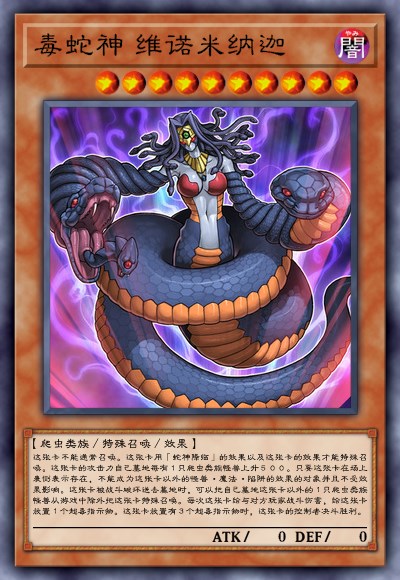 毒蛇神 维诺米纳迦
やみ
闇
【爬虫类族／特殊召唤／效果】
这张卡不能通常召唤。这张卡用「蛇神降临」的效果以及这张卡的效果才能特殊召
唤。这张卡的攻击力自己墓地每有1只爬虫类族怪兽上升500。只要这张卡在场上
表侧表示存在，不能成为这张卡以外的怪兽·魔法·陷阱的效果的对象并且不受效
果影响。这张卡被战斗破坏送去墓地时，可以把自己墓地这张卡以外的1只爬虫类族
怪兽从游戏中除外把这张卡特殊召唤。每次这张卡给与对方玩家战斗伤害，给这张卡
放置1个超毒指示物。这张卡放置有3个超毒指示物时，这张卡的控制者决斗胜利。
ATK／ 0 DEF／ 0